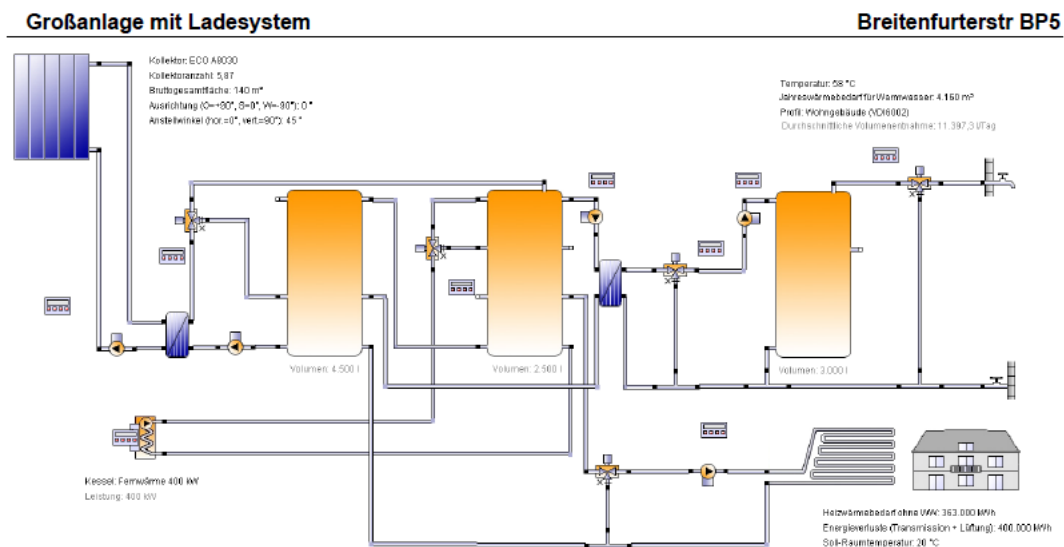 Großanlage mit Ladesystem
Breitenfurterstr BP5
Kollektor: ECO A8030
Kollektoranzahl: 5,87
Bruttogesamtfläche: 140 m²
Ausrichtung (O=+90°, S=0°, W=-90°): 0 °
Anstellwinkel (hor.=0°, vert.=90°): 45 °
Temperatur: 58 °C
Jahreswärmebedarf für Warmwasser: 4.160 m³
Profil: Wohngebäude (VDI6002)
Durchschnittliche Volumenentnahme: 11.397,3 l/Tag
Volumen: 4.500 l
Volumen: 2.500 l
Volumen: 3.000 l
Kessel: Fernwärme 400 kW
Leistung: 400 kW
Heizwärmebedarf ohne WW: 363.000 kWh
Energieverluste (Transmission + Lüftung): 400.000 kWh
Soll-Raumtemperatur: 20 °C